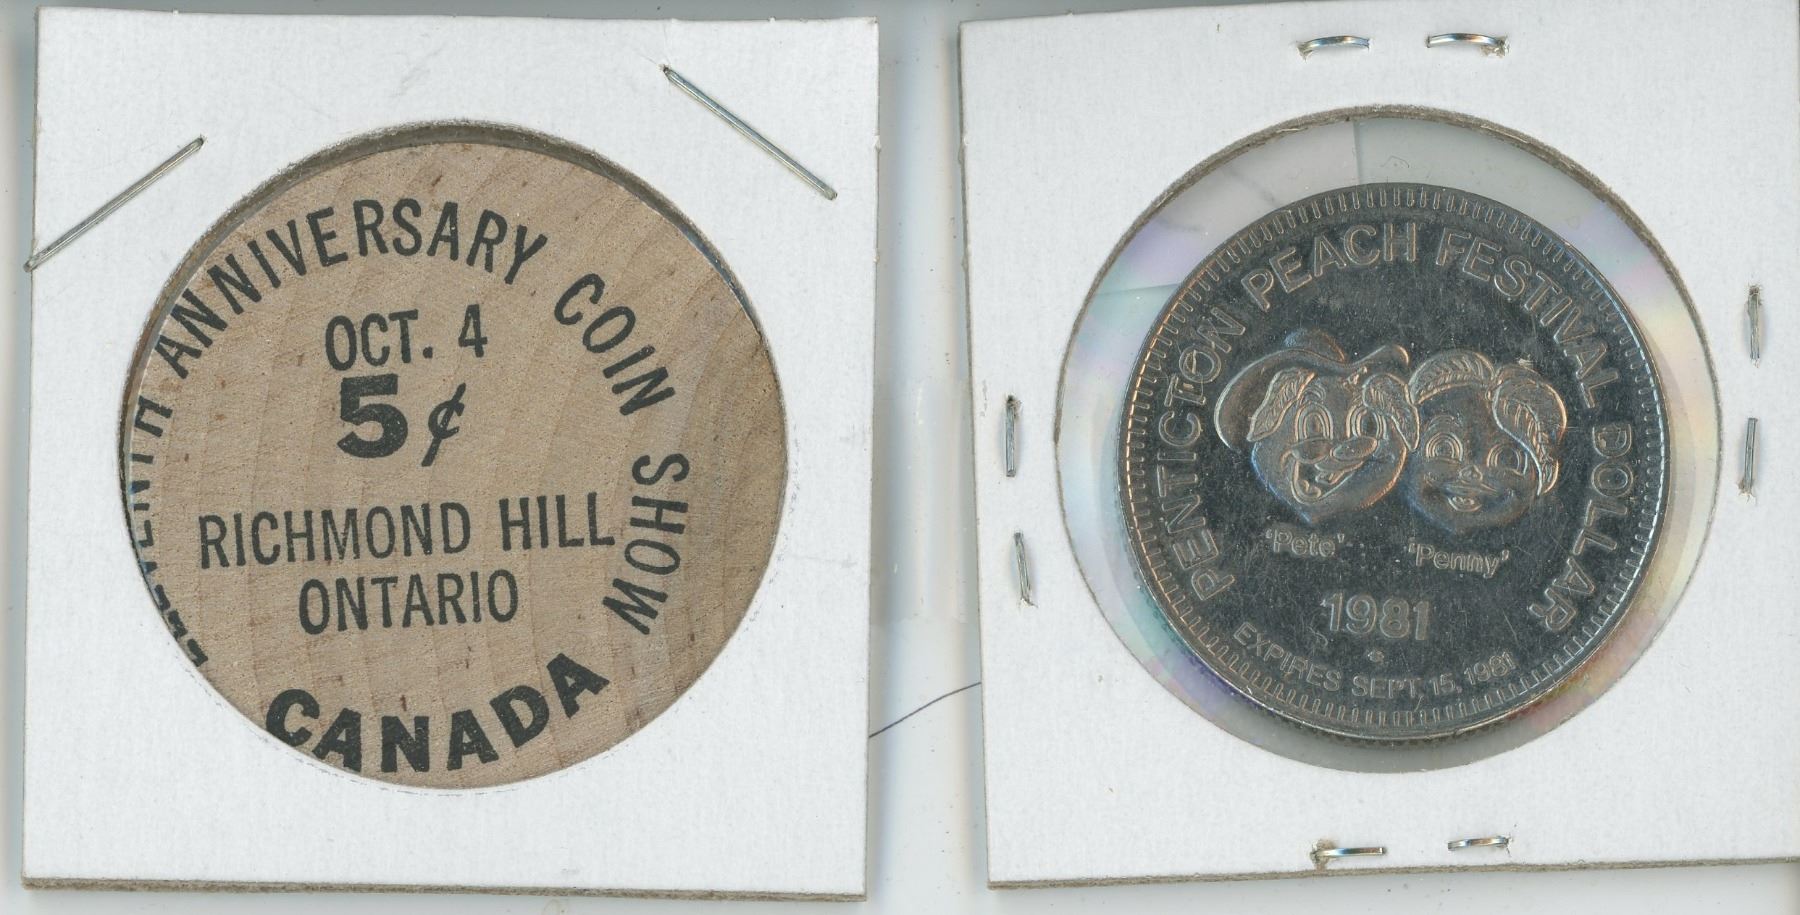 ANNIVERSARY COIN SHOW
OCT. 4
5¢
RICHMOND HILL
ONTARIO
CANADA
PENTICTON PEACH FESTIVAL DOLLAR
'Pete' 'Penny'
1981
EXPIRES SEPT. 15, 1981